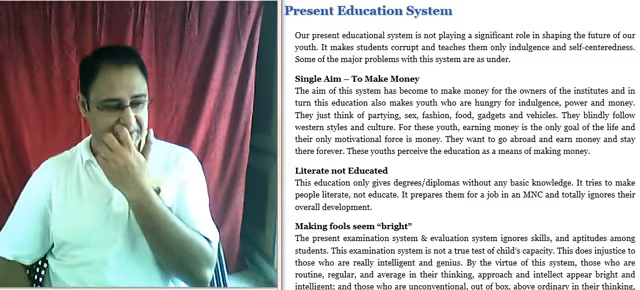 Present Education System
Our present educational system is not playing a significant role in shaping the future of our
youth. It makes students corrupt and teaches them only indulgence and self-centeredness.
Some of the major problems with this system are as under.
Single Aim – To Make Money
The aim of this system has become to make money for the owners of the institutes and in
turn this education also makes youth who are hungry for indulgence, power and money.
They just think of partying, sex, fashion, food, gadgets and vehicles. They blindly follow
western styles and culture. For these youth, earning money is the only goal of the life and
their only motivational force is money. They want to go abroad and earn money and stay
there forever. These youths perceive the education as a means of making money.
Literate not Educated
This education only gives degrees/diplomas without any basic knowledge. It tries to make
people literate, not educate. It prepares them for a job in an MNC and totally ignores their
overall development.
Making fools seem “bright”
The present examination system & evaluation system ignores skills, and aptitudes among
students. This examination system is not a true test of child's capacity. This does injustice to
those who are really intelligent and genius. By the virtue of this system, those who are
routine, regular, and average in their thinking, approach and intellect appear bright and
intelligent; and those who are unconventional, out of box, above ordinary in their thinking,